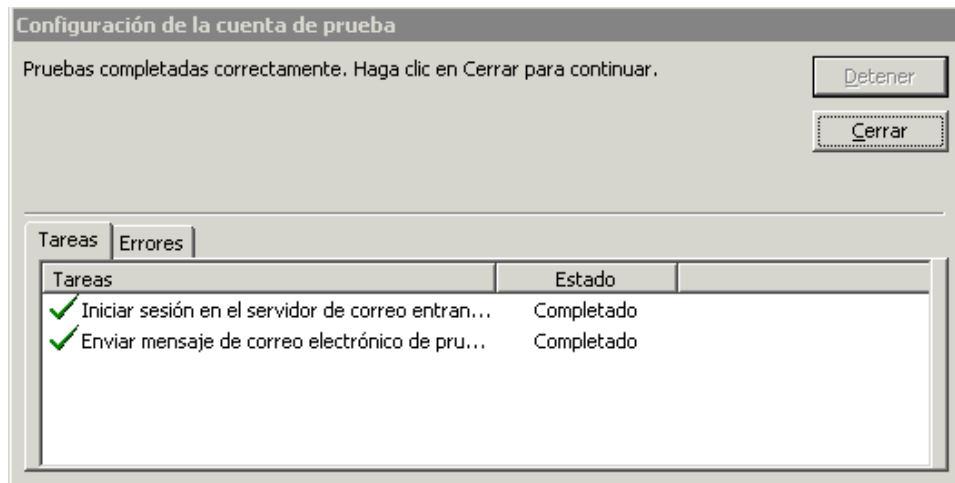 Configuración de la cuenta de prueba
Pruebas completadas correctamente. Haga clic en Cerrar para continuar.
Detener
Cerrar
Tareas Errores
Tareas Estado
Iniciar sesión en el servidor de correo entran... Completado
Enviar mensaje de correo electrónico de pru... Completado